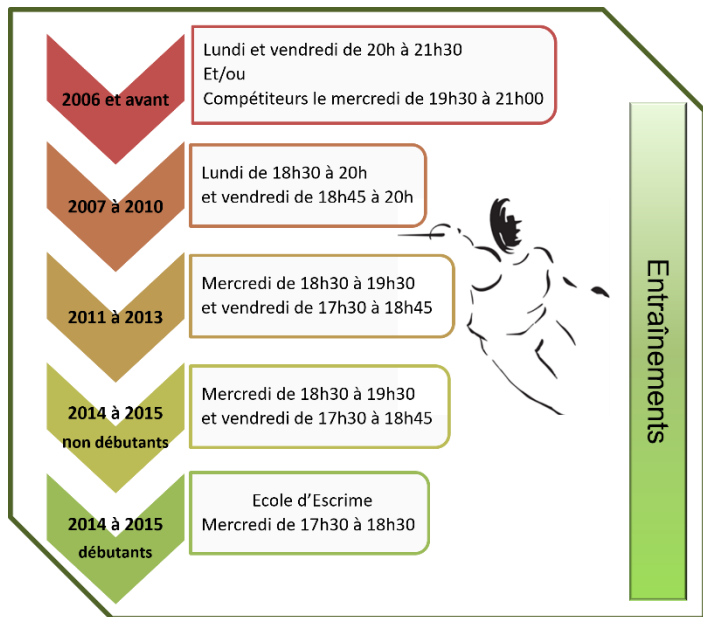 2006 et avant
Lundi et vendredi de 20h à 21h30
Et/ou
Compétiteurs le mercredi de 19h30 à 21h00
2007 à 2010
Lundi de 18h30 à 20h
et vendredi de 18h45 à 20h
2011 à 2013
Mercredi de 18h30 à 19h30
et vendredi de 17h30 à 18h45
2014 à 2015
non débutants
Mercredi de 18h30 à 19h30
et vendredi de 17h30 à 18h45
2014 à 2015
débutants
Ecole d’Escrime
Mercredi de 17h30 à 18h30
Entraînements